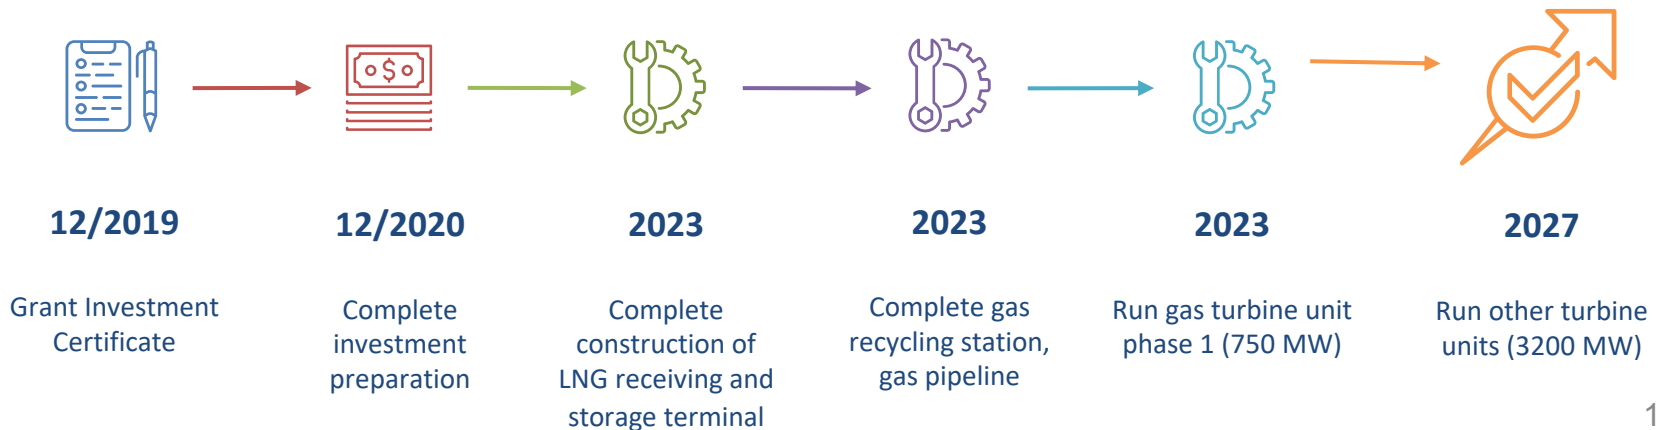 $
12/2019
Grant Investment
Certificate
12/2020
Complete
investment
preparation
2023
Complete
construction of
LNG receiving and
storage terminal
2023
Complete gas
recycling station,
gas pipeline
2023
Run gas turbine unit
phase 1 (750 MW)
2027
Run other turbine
units (3200 MW)
1